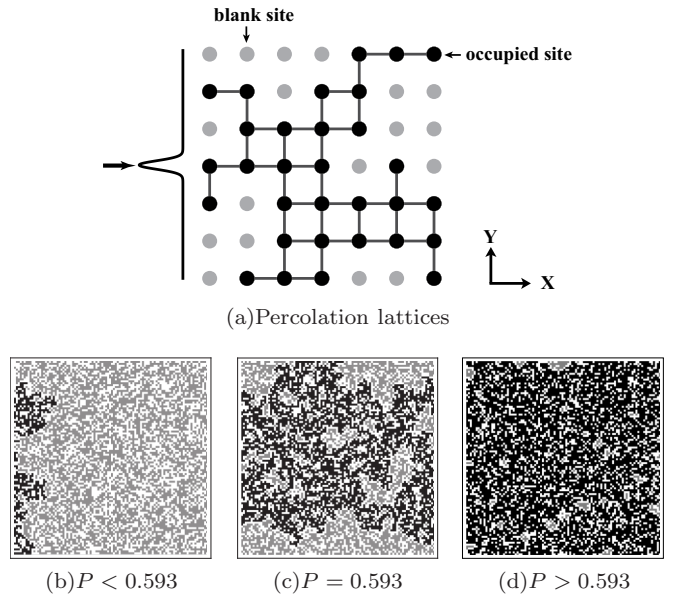 blank site
occupied site
Y
X
(a)Percolation lattices
(b)P < 0.593
(c)P = 0.593
(d)P > 0.593